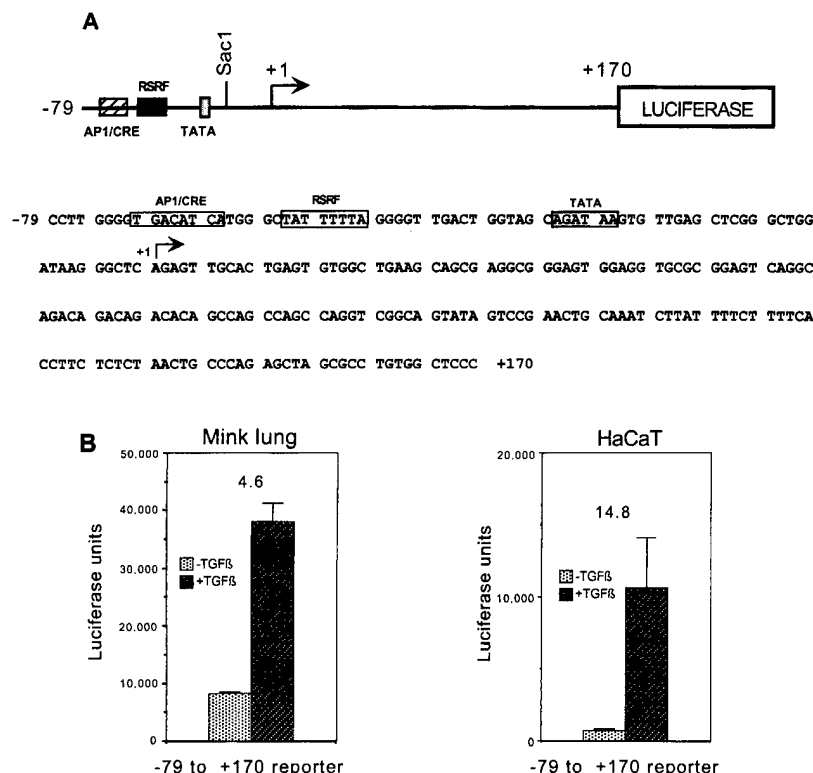 A
RSRF
Sac1
+1
+170
-79
LUCIFERASE
AP1/CRE
TATA
AP1/CRE
RSRF
TATA
-79 CCTT GGGGT GACATCATGG GCTAT TTTTA GGGGT TGACT GGTAG CAGAT AAGTG TTGAG CTCGG GCTGG
+1
ATAAG GGCTC AGAGT TGCAC TGAGT GTGGC TGAAG CAGCG AGGCG GGAGT GGAGG TGCGC GGAGT CAGGC
AGACA GACAG ACACA GCCAG CCAGC CAGGT CGGCA GTATA GTCCG AACTG CAAAT CTTAT TTTCT TTTCA
CCTTC TCTCT AACTG CCCAG AGCTA GCGCC TGTGG CTCCC +170
B
Mink lung
50,000
40,000
30,000
20,000
10,000
0
Luciferase units
4.6
-TGFß
+TGFß
-79 to +170 reporter
HaCaT
20,000
10,000
0
Luciferase units
14.8
-TGFß
+TGFß
-79 to +170 reporter